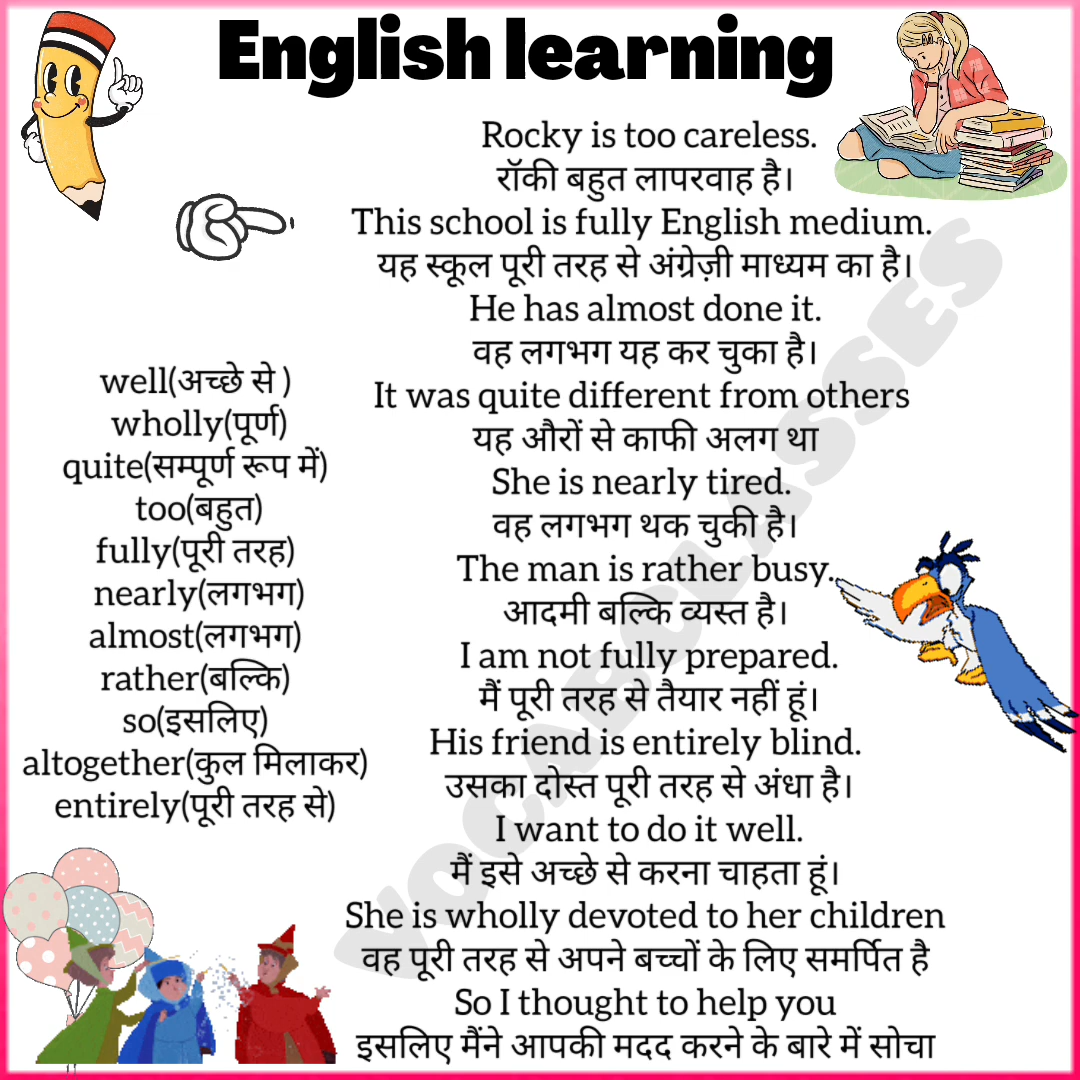 English learning
Rocky is too careless.
रॉकी बहुत लापरवाह है।
This school is fully English medium.
यह स्कूल पूरी तरह से अंग्रेज़ी माध्यम का है।
He has almost done it.
वह लगभग यह कर चुका है।
It was quite different from others
यह औरों से काफी अलग था
She is nearly tired.
वह लगभग थक चुकी है।
The man is rather busy.
आदमी बल्कि व्यस्त है।
I am not fully prepared.
मैं पूरी तरह से तैयार नहीं हूं।
His friend is entirely blind.
उसका दोस्त पूरी तरह से अंधा है।
I want to do it well.
मैं इसे अच्छे से करना चाहता हूं।
She is wholly devoted to her children
वह पूरी तरह से अपने बच्चों के लिए समर्पित है
So I thought to help you
इसलिए मैंने आपकी मदद करने के बारे में सोचा
well(अच्छे से )
wholly(पूर्ण)
quite(सम्पूर्ण रूप में)
too(बहुत)
fully(पूरी तरह)
nearly(लगभग)
almost(लगभग)
rather(बल्कि)
so(इसलिए)
altogether(कुल मिलाकर)
entirely(पूरी तरह से)
VOCABCLASSES